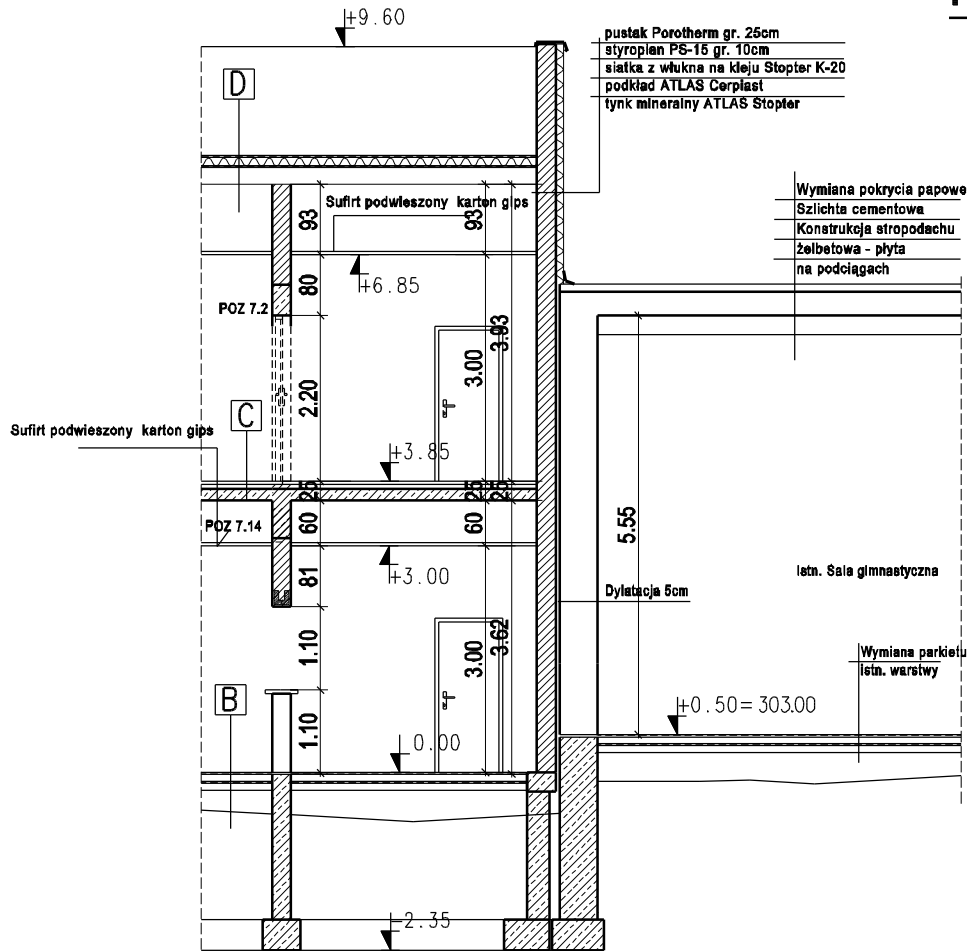 +9.60
pustak Porotherm gr. 25cm
styropian PS-15 gr. 10cm
siatka z włukna na kleju Stopter K-20
podkład ATLAS Cerplast
tynk mineralny ATLAS Stopter
D
Wymiana pokrycia papowe
Szlichta cementowa
Konstrukcja stropodachu
żelbetowa - płyta
na podciągach
Sufirt podwieszony karton gips
93
93
80
+6.85
POZ 7.2
3.93
3.00
2.20
C
Sufirt podwieszony karton gips
+3.85
25
25
25
60
60
POZ 7.14
5.55
81
+3.00
Istn. Sala gimnastyczna
Dylatacja 5cm
1.10
3.00
3.62
Wymiana parkietu
istn. warstwy
B
+0.50=303.00
1.10
0.00
-2.35